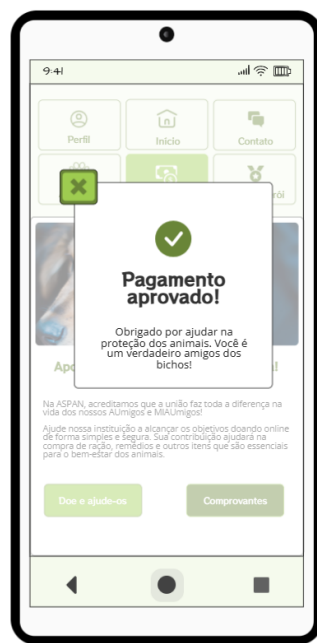 9:41
Perfil
Início
Contato
rói
Pagamento
aprovado!
Obrigado por ajudar na
proteção dos animais. Você é
um verdadeiro amigos dos
bichos!
Apo
a!
Na ASPAN, acreditamos que a união faz toda a diferença na
vida dos nossos AUmigos e MIAUmigos!
Ajude nossa instituição a alcançar os objetivos doando online
de forma simples e segura. Sua contribuição ajudará na
compra de ração, remédios e outros itens que são essenciais
para o bem-estar dos animais.
Doe e ajude-os
Comprovantes